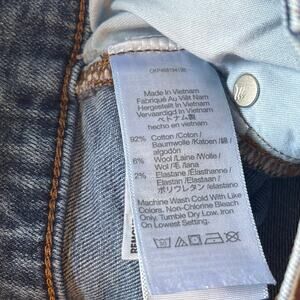 Made In Vietnam
Fabriqué Au Viêt Nam
Hergestellt In Vietnam
Vervaardigd In Vietnam
ベトナム製
hecho en vietnam
92% Cotton /Coton /
Baumwolle /Katoen /綿 /
algodón
6% Wool /Laine /Wolle /
Wol /毛 /lana
2% Elastane /Elasthanne /
Elastan /Elastaan /
ポリウレタン /elastano
Machine Wash Cold With Like
Colors, Non-Chlorine Bleach
Only, Tumble Dry Low, Iron
On Lowest Setting If Needed.